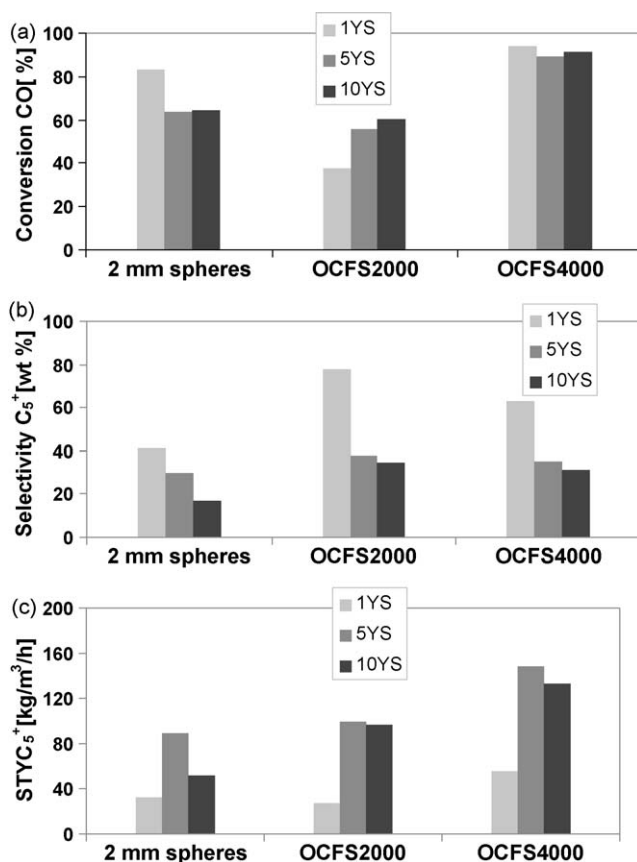 (a)
100
80
60
40
20
0
Conversion CO[ %]
1YS
5YS
10YS
2 mm spheres OCFS2000 OCFS4000
(b)
100
80
60
40
20
0
Selectivity C₅⁺[wt %]
1YS
5YS
10YS
2 mm spheres OCFS2000 OCFS4000
(c)
200
160
120
80
40
0
STYC₅⁺[kg/m³/h]
1YS
5YS
10YS
2 mm spheres OCFS2000 OCFS4000